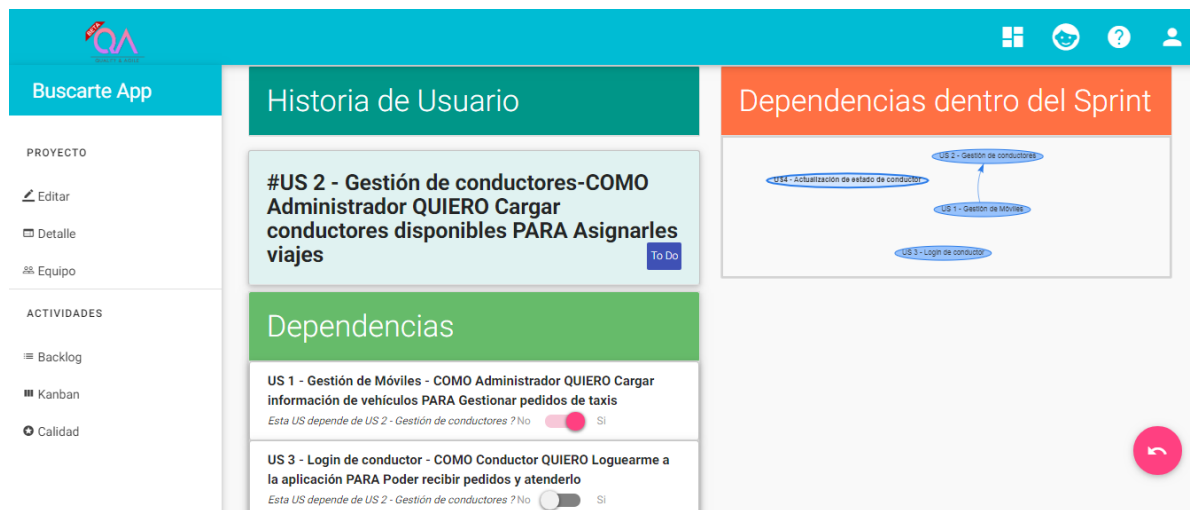 BETA
QA
QUALITY & AGILE
Buscarte App
PROYECTO
Editar
Detalle
Equipo
ACTIVIDADES
Backlog
Kanban
Calidad
Historia de Usuario
#US 2 - Gestión de conductores-COMO
Administrador QUIERO Cargar
conductores disponibles PARA Asignarles
viajes
To Do
Dependencias
US 1 - Gestión de Móviles - COMO Administrador QUIERO Cargar
información de vehículos PARA Gestionar pedidos de taxis
Esta US depende de US 2 - Gestión de conductores ? No Si
US 3 - Login de conductor - COMO Conductor QUIERO Loguearme a
la aplicación PARA Poder recibir pedidos y atenderlo
Esta US depende de US 2 - Gestión de conductores ? No Si
Dependencias dentro del Sprint
US 2 - Gestión de conductores
US4 - Actualización de estado de conductor
US 1 - Gestión de Móviles
US 3 - Login de conductor